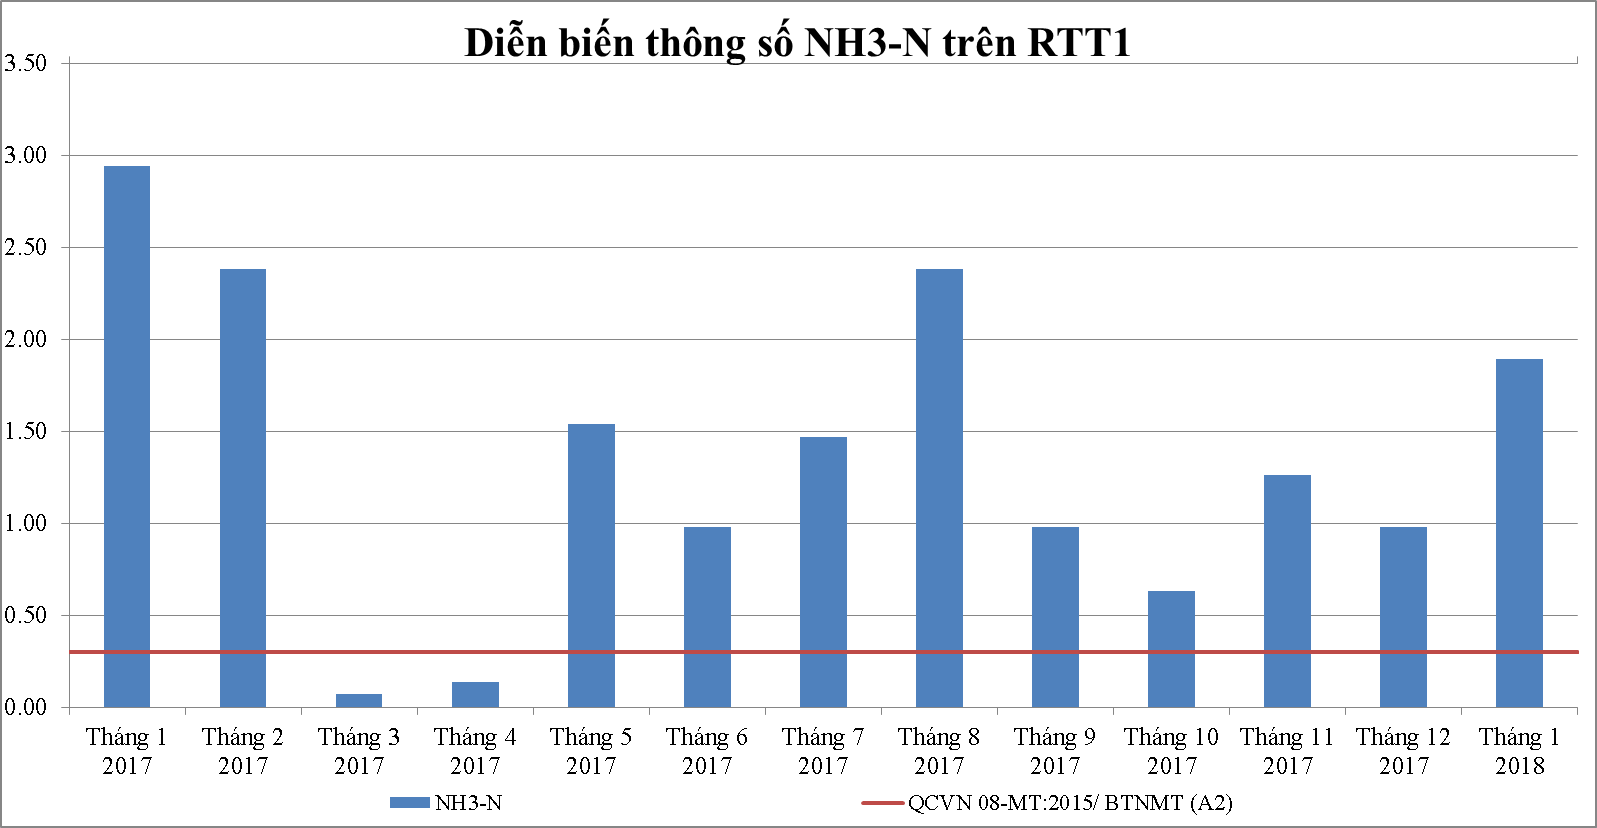 Diễn biến thông số NH3-N trên RTT1
3.50
3.00
2.50
2.00
1.50
1.00
0.50
0.00
Tháng 1 Tháng 2 Tháng 3 Tháng 4 Tháng 5 Tháng 6 Tháng 7 Tháng 8 Tháng 9 Tháng 10 Tháng 11 Tháng 12 Tháng 1
2017 2017 2017 2017 2017 2017 2017 2017 2017 2017 2017 2017 2018
NH3-N QCVN 08-MT:2015/ BTNMT (A2)